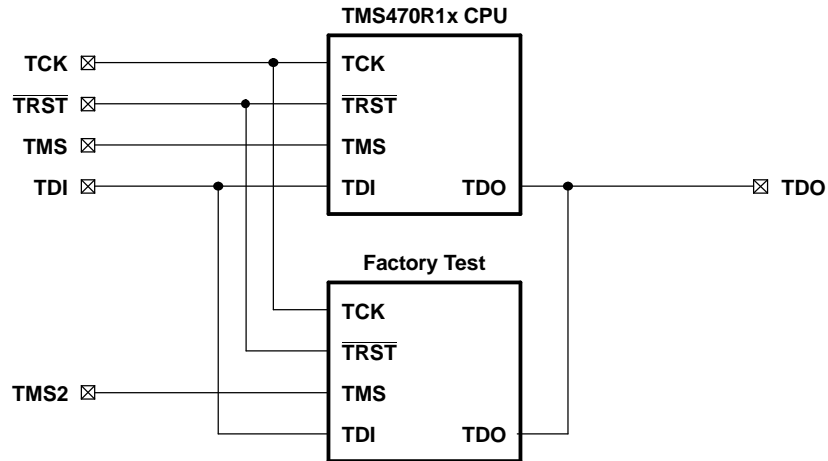 TMS470R1x CPU
TCK
TCK
TRST
TRST
TMS
TMS
TDI
TDI
TDO
TDO
Factory Test
TCK
TRST
TMS2
TMS
TDI
TDO